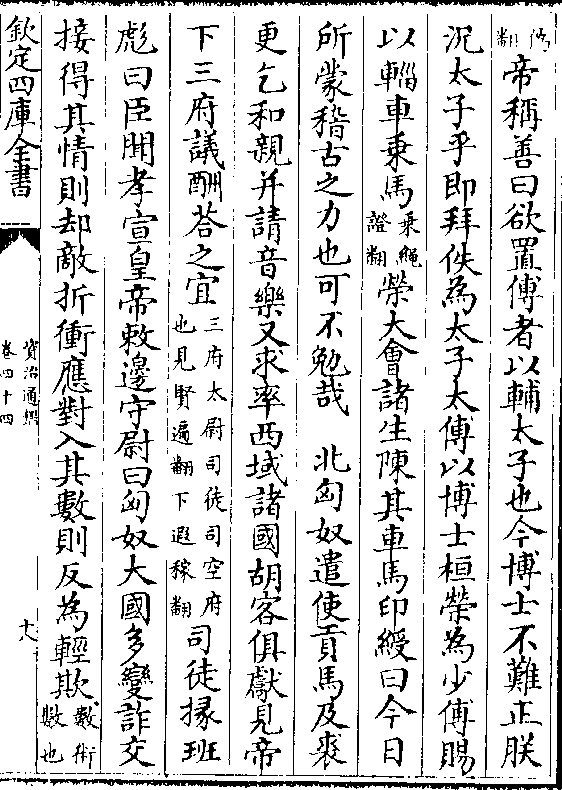 翻帝稱善曰欲置傅者以輔太子也今博士不難正朕
況太子乎即拜佚為太子太傅以博士桓榮為少傅賜
以輜車乘馬乘繩證翻榮大會諸生陳其車馬印綬曰今日
所蒙稽古之力也可不勉哉　北匈奴遣使貢馬及裘
更乞和親并請音樂又求率西域諸國胡客俱獻見帝
下三府議酬荅之宜三府太尉司徒司空府也見賢遍翻下遐稼翻司徒掾班
彪曰臣聞孝宣皇帝敕邊守尉曰匈奴大國多變詐交
接得其情則却敵折衝應對入其數則反為輕欺數術數也
欽定四庫全書
資治通鑑
卷四十四
十八